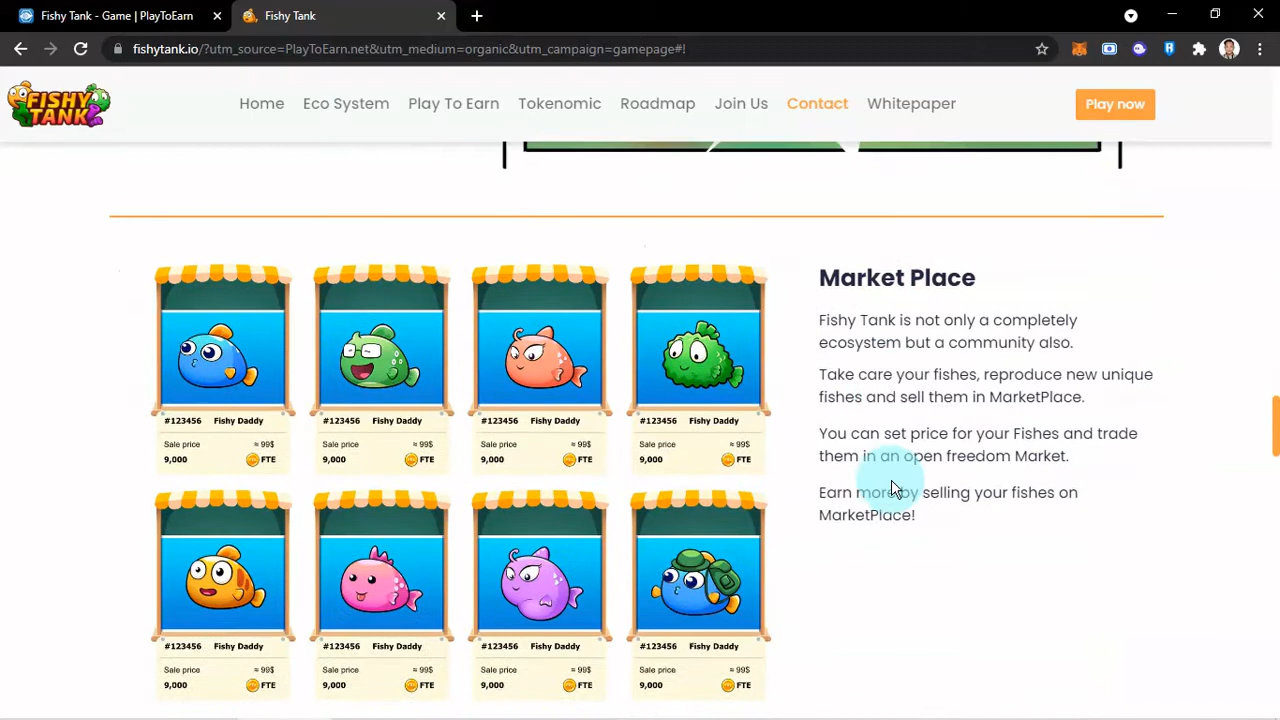 Fishy Tank - Game | PlayToEarn
Fishy Tank
fishytank.io/?utm_source=PlayToEarn.net&utm_medium=organic&utm_campaign=gamepage#!
FISHY
TANK
Home
Eco System
Play To Earn
Tokenomic
Roadmap
Join Us
Contact
Whitepaper
Play now
#123456 Fishy Daddy
Sale price ≈ 99$
9,000 FTE
#123456 Fishy Daddy
Sale price ≈ 99$
9,000 FTE
#123456 Fishy Daddy
Sale price ≈ 99$
9,000 FTE
#123456 Fishy Daddy
Sale price ≈ 99$
9,000 FTE
#123456 Fishy Daddy
Sale price ≈ 99$
9,000 FTE
#123456 Fishy Daddy
Sale price ≈ 99$
9,000 FTE
#123456 Fishy Daddy
Sale price ≈ 99$
9,000 FTE
#123456 Fishy Daddy
Sale price ≈ 99$
9,000 FTE
Market Place
Fishy Tank is not only a completely
ecosystem but a community also.
Take care your fishes, reproduce new unique
fishes and sell them in MarketPlace.
You can set price for your Fishes and trade
them in an open freedom Market.
Earn more by selling your fishes on
MarketPlace!